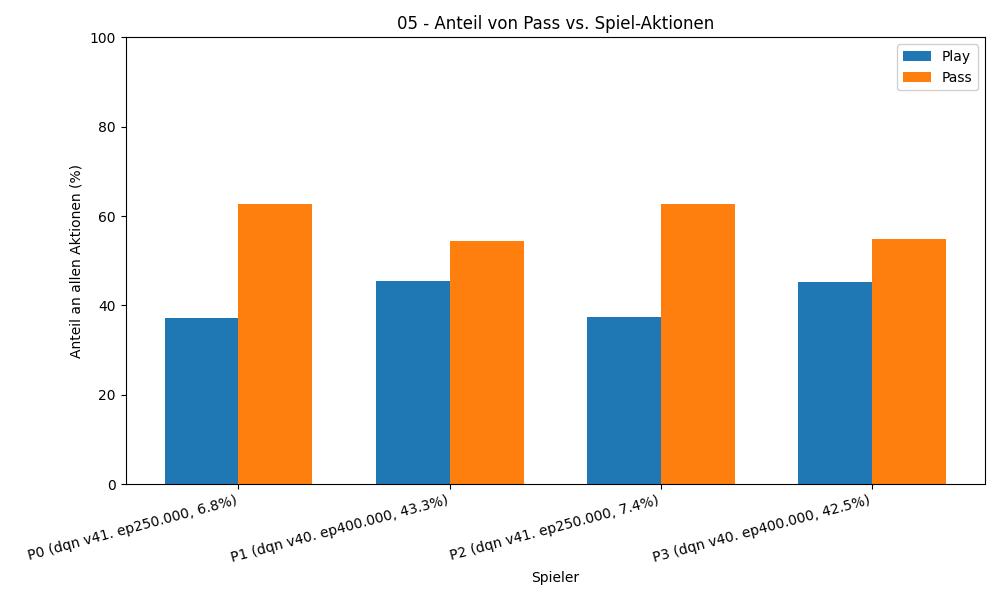 05 - Anteil von Pass vs. Spiel-Aktionen
Play
Pass
Anteil an allen Aktionen (%)
100
80
60
40
20
0
P0 (dqn v41. ep250.000, 6.8%)
P1 (dqn v40. ep400.000, 43.3%)
P2 (dqn v41. ep250.000, 7.4%)
P3 (dqn v40. ep400.000, 42.5%)
Spieler